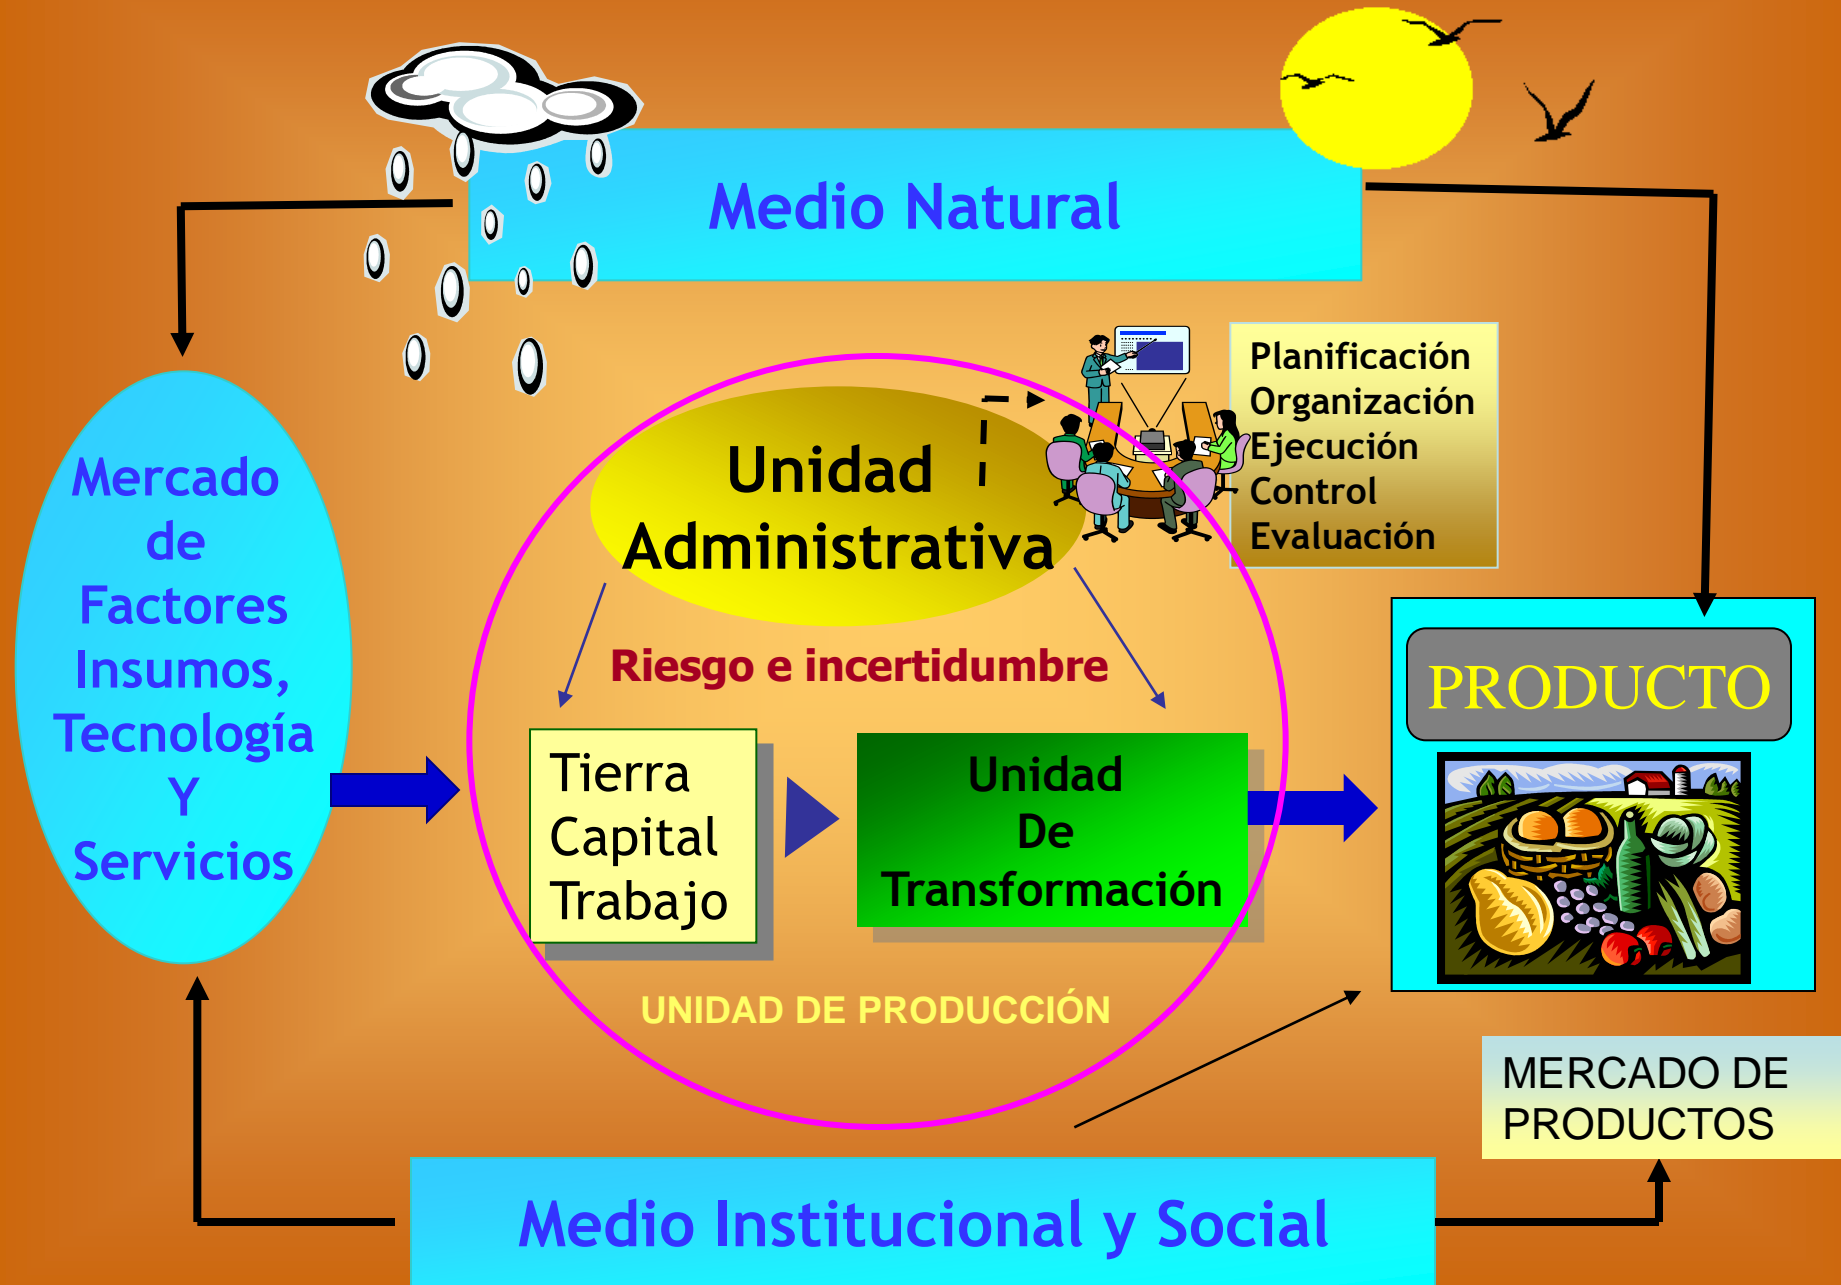 Medio Natural
Planificación
Organización
Ejecución
Control
Evaluación
Unidad
Administrativa
Mercado
de
Factores
Insumos,
Tecnología
Y
Servicios
Riesgo e incertidumbre
PRODUCTO
Tierra
Capital
Trabajo
Unidad
De
Transformación
UNIDAD DE PRODUCCIÓN
MERCADO DE
PRODUCTOS
Medio Institucional y Social